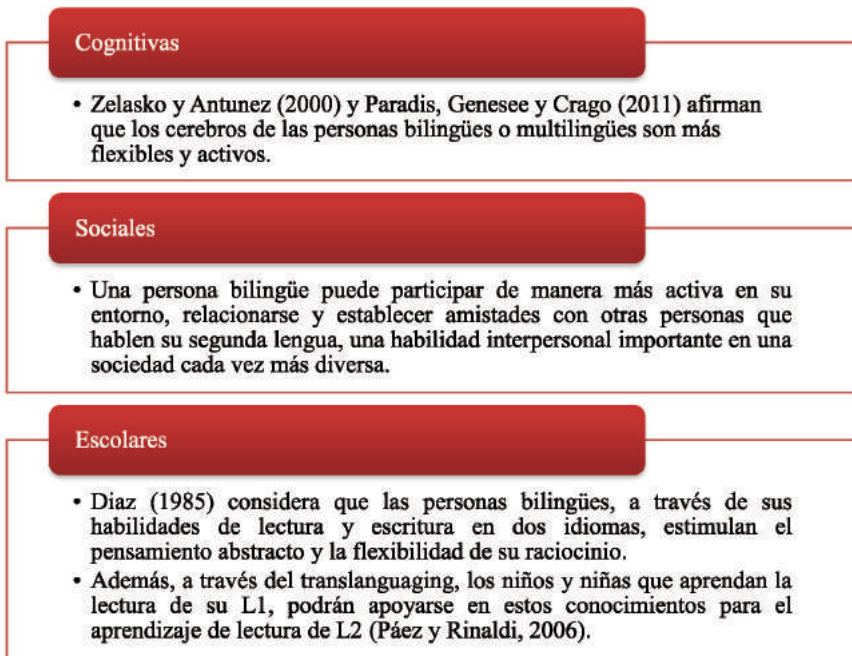 Cognitivas
• Zelasko y Antunez (2000) y Paradis, Genesee y Crago (2011) afirman
que los cerebros de las personas bilingües o multilingües son más
flexibles y activos.
Sociales
• Una persona bilingüe puede participar de manera más activa en su
entorno, relacionarse y establecer amistades con otras personas que
hablen su segunda lengua, una habilidad interpersonal importante en una
sociedad cada vez más diversa.
Escolares
• Diaz (1985) considera que las personas bilingües, a través de sus
habilidades de lectura y escritura en dos idiomas, estimulan el
pensamiento abstracto y la flexibilidad de su raciocinio.
• Además, a través del translanguaging, los niños y niñas que aprendan la
lectura de su L1, podrán apoyarse en estos conocimientos para el
aprendizaje de lectura de L2 (Páez y Rinaldi, 2006).